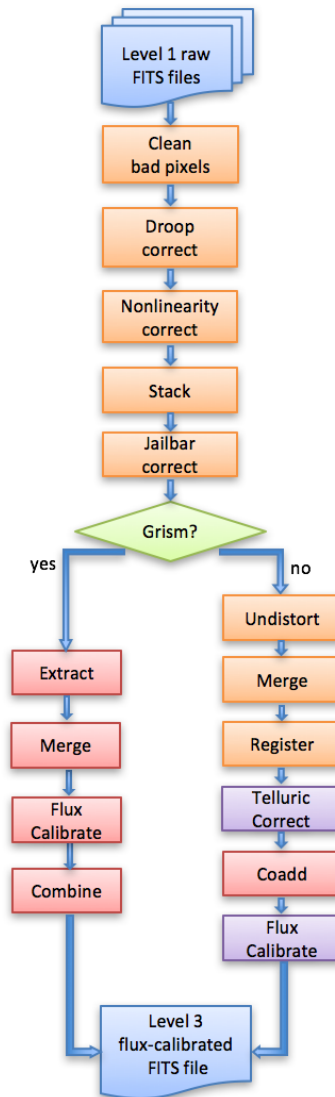 Level 1 raw
FITS files
Clean
bad pixels
Droop
correct
Nonlinearity
correct
Stack
Jailbar
correct
Grism?
yes
no
Extract
Merge
Flux
Calibrate
Combine
Undistort
Merge
Register
Telluric
Correct
Coadd
Flux
Calibrate
Level 3
flux-calibrated
FITS file